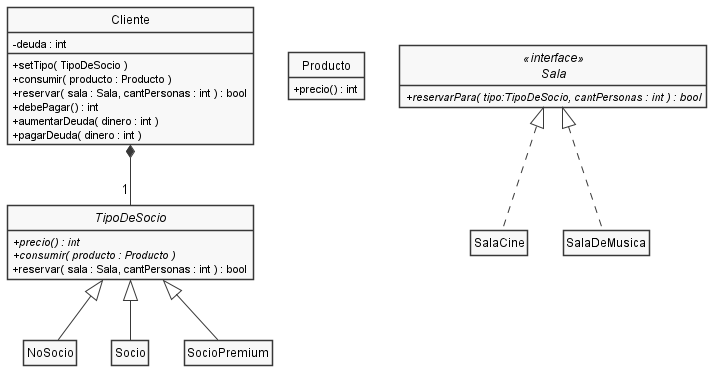 Cliente
-deuda : int
+setTipo( TipoDeSocio )
+consumir( producto : Producto )
+reservar( sala : Sala, cantPersonas : int ) : bool
+debePagar() : int
+aumentarDeuda( dinero : int )
+pagarDeuda( dinero : int )
Producto
+precio() : int
«interface»
Sala
+reservarPara( tipo:TipoDeSocio, cantPersonas : int ) : bool
1
TipoDeSocio
+precio() : int
+consumir( producto : Producto )
+reservar( sala : Sala, cantPersonas : int ) : bool
SalaCine
SalaDeMusica
NoSocio
Socio
SocioPremium